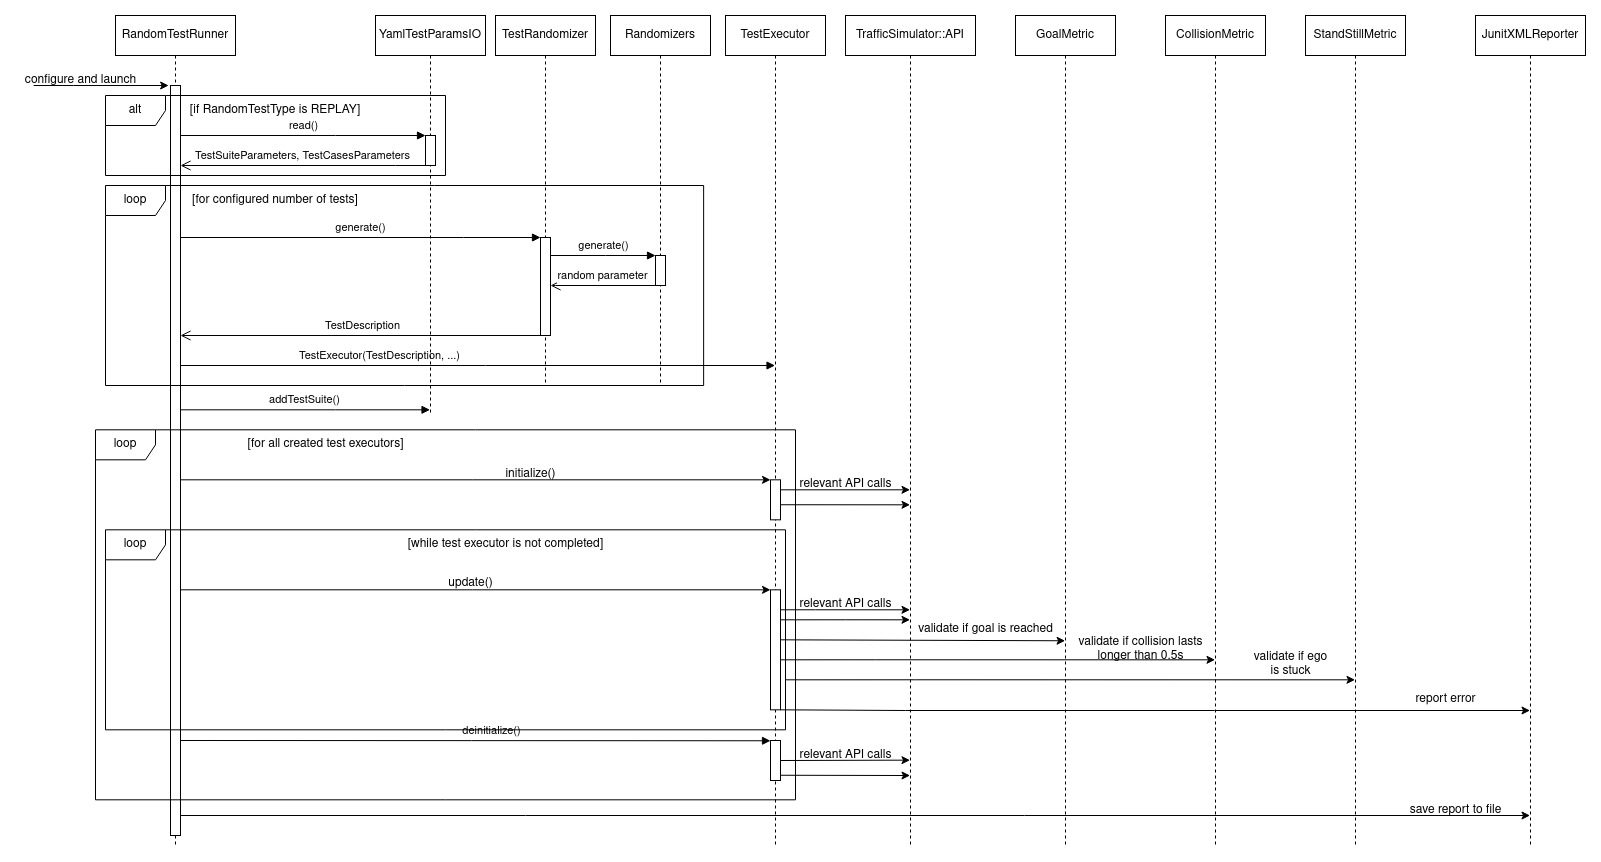 RandomTestRunner
YamlTestParamsIO
TestRandomizer
Randomizers
TestExecutor
TrafficSimulator::API
GoalMetric
CollisionMetric
StandStillMetric
JunitXMLReporter
configure and launch
alt
[if RandomTestType is REPLAY]
read()
TestSuiteParameters, TestCasesParameters
loop
[for configured number of tests]
generate()
generate()
random parameter
TestDescription
TestExecutor(TestDescription, ...)
addTestSuite()
loop
[for all created test executors]
initialize()
relevant API calls
loop
[while test executor is not completed]
update()
relevant API calls
validate if goal is reached
validate if collision lasts
longer than 0.5s
validate if ego
is stuck
report error
deinitialize()
relevant API calls
save report to file